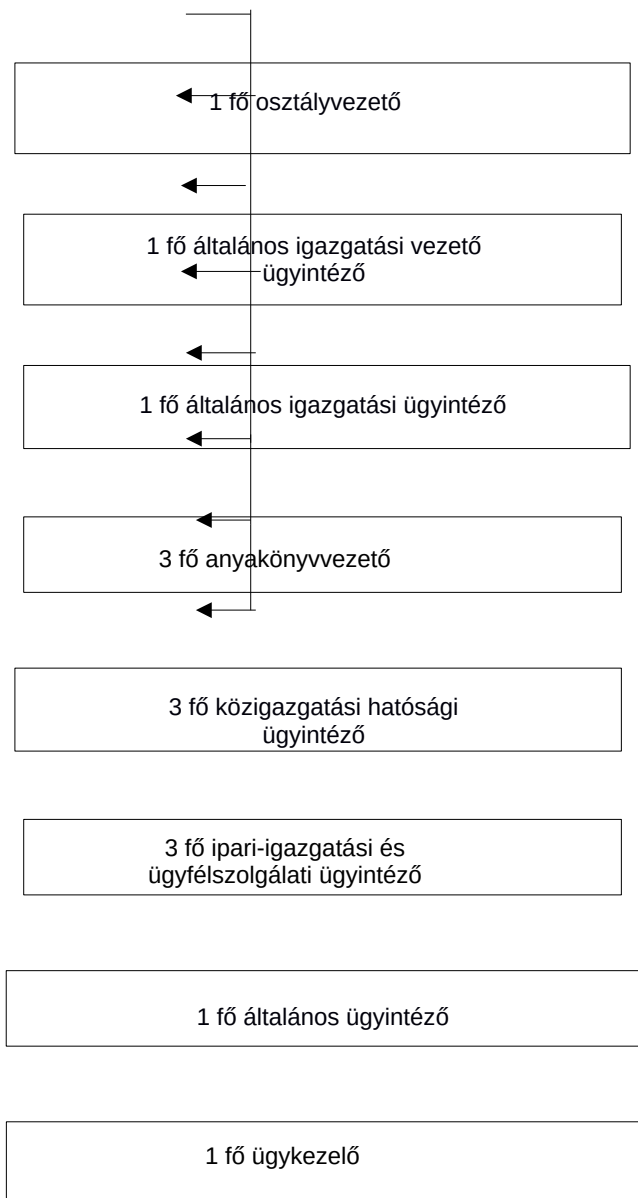 1 fő osztályvezető
1 fő általános igazgatási vezető
ügyintéző
1 fő általános igazgatási ügyintéző
3 fő anyakönyvvezető
3 fő közigazgatási hatósági
ügyintéző
3 fő ipari-igazgatási és
ügyfélszolgálati ügyintéző
1 fő általános ügyintéző
1 fő ügykezelő